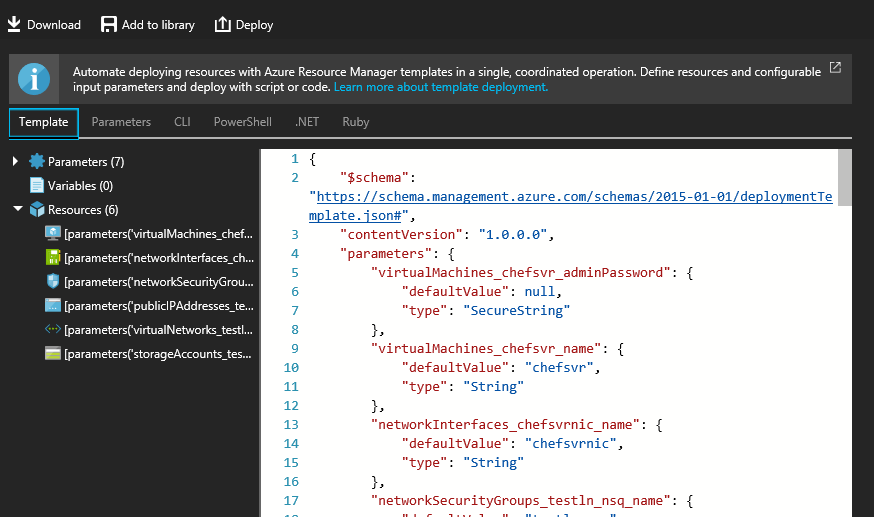 Download Add to library Deploy
Automate deploying resources with Azure Resource Manager templates in a single, coordinated operation. Define resources and configurable
input parameters and deploy with script or code. Learn more about template deployment.
Template Parameters CLI PowerShell .NET Ruby
Parameters (7)
Variables (0)
Resources (6)
[parameters('virtualMachines_chef...
[parameters('networkInterfaces_ch...
[parameters('networkSecurityGrou...
[parameters('publicIPAddresses_te...
[parameters('virtualNetworks_testl...
[parameters('storageAccounts_tes...
1 {
2 "$schema":
"https://schema.management.azure.com/schemas/2015-01-01/deploymentTe
mplate.json#",
3 "contentVersion": "1.0.0.0",
4 "parameters": {
5 "virtualMachines_chefsvr_adminPassword": {
6 "defaultValue": null,
7 "type": "SecureString"
8 },
9 "virtualMachines_chefsvr_name": {
10 "defaultValue": "chefsvr",
11 "type": "String"
12 },
13 "networkInterfaces_chefsvrnic_name": {
14 "defaultValue": "chefsvrnic",
15 "type": "String"
16 },
17 "networkSecurityGroups_testln_nsq_name": {